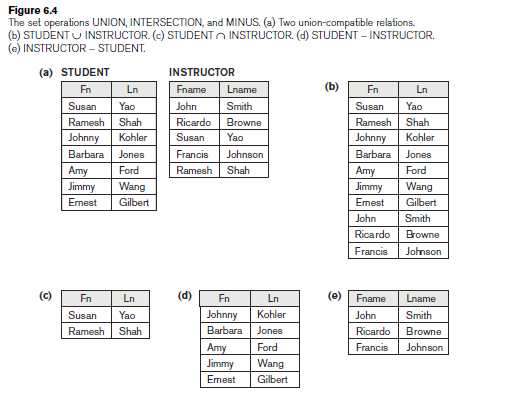 Figure 6.4
The set operations UNION, INTERSECTION, and MINUS. (a) Two union-compatible relations.
(b) STUDENT ∪ INSTRUCTOR. (c) STUDENT ∩ INSTRUCTOR. (d) STUDENT – INSTRUCTOR.
(e) INSTRUCTOR – STUDENT.
(a) STUDENT
Fn Ln
Susan Yao
Ramesh Shah
Johnny Kohler
Barbara Jones
Amy Ford
Jimmy Wang
Ernest Gilbert
INSTRUCTOR
Fname Lname
John Smith
Ricardo Browne
Susan Yao
Francis Johnson
Ramesh Shah
(b)
Fn Ln
Susan Yao
Ramesh Shah
Johnny Kohler
Barbara Jones
Amy Ford
Jimmy Wang
Ernest Gilbert
John Smith
Ricardo Browne
Francis Johnson
(c)
Fn Ln
Susan Yao
Ramesh Shah
(d)
Fn Ln
Johnny Kohler
Barbara Jones
Amy Ford
Jimmy Wang
Ernest Gilbert
(e)
Fname Lname
John Smith
Ricardo Browne
Francis Johnson